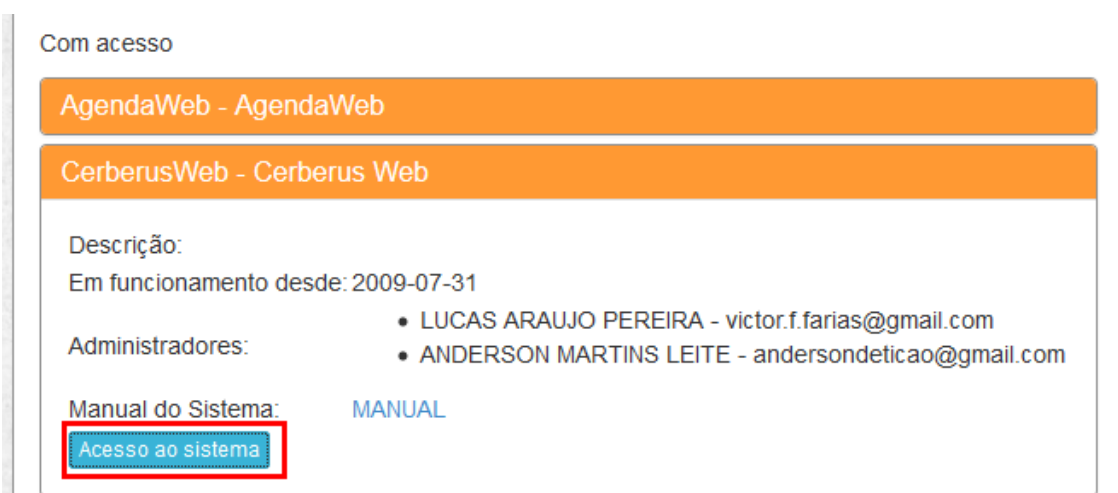 Com acesso
AgendaWeb - AgendaWeb
CerberusWeb - Cerberus Web
Descrição:
Em funcionamento desde: 2009-07-31
Administradores:
• LUCAS ARAUJO PEREIRA - victor.f.farias@gmail.com
• ANDERSON MARTINS LEITE - andersondeticao@gmail.com
Manual do Sistema: MANUAL
Acesso ao sistema